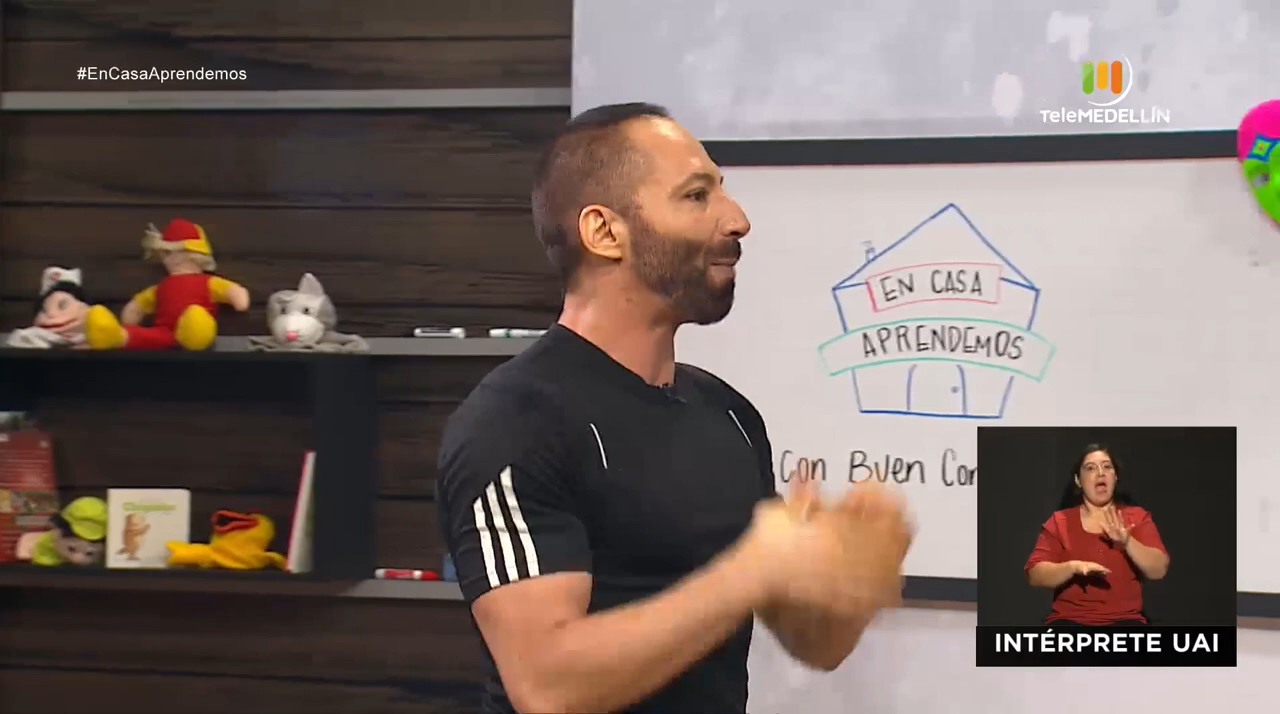 #EnCasaAprendemos
TeleMEDELLÍN
EN CASA
APRENDEMOS
Con Buen
INTÉRPRETE UAI